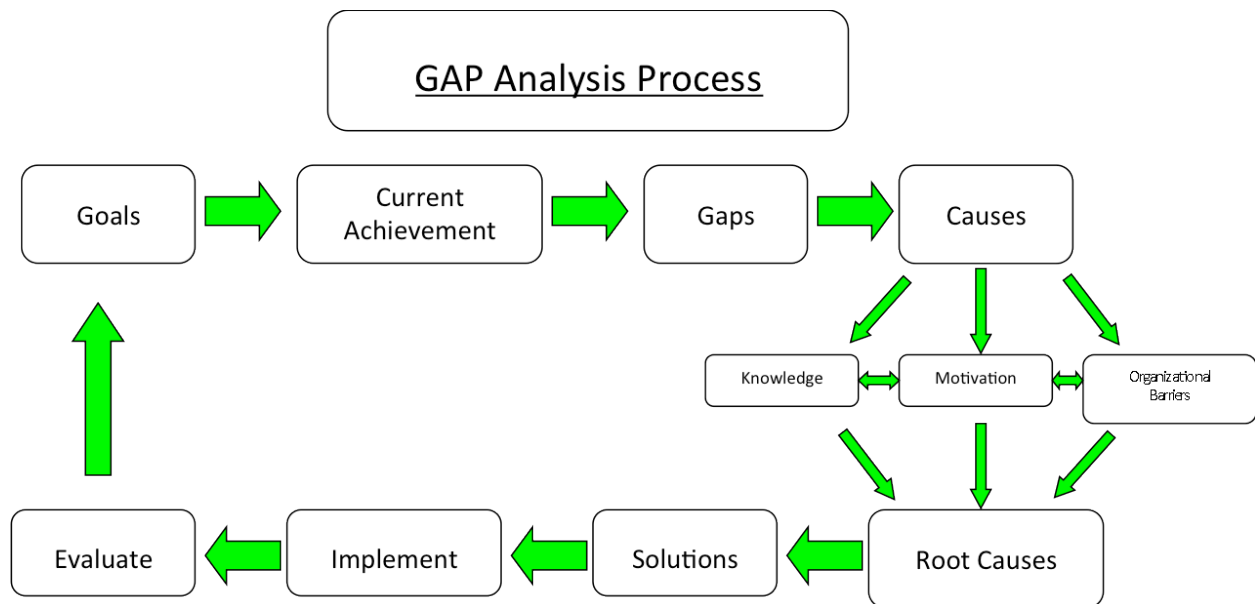 GAP Analysis Process
Goals
Current
Achievement
Gaps
Causes
Knowledge
Motivation
Organizational
Barriers
Evaluate
Implement
Solutions
Root Causes